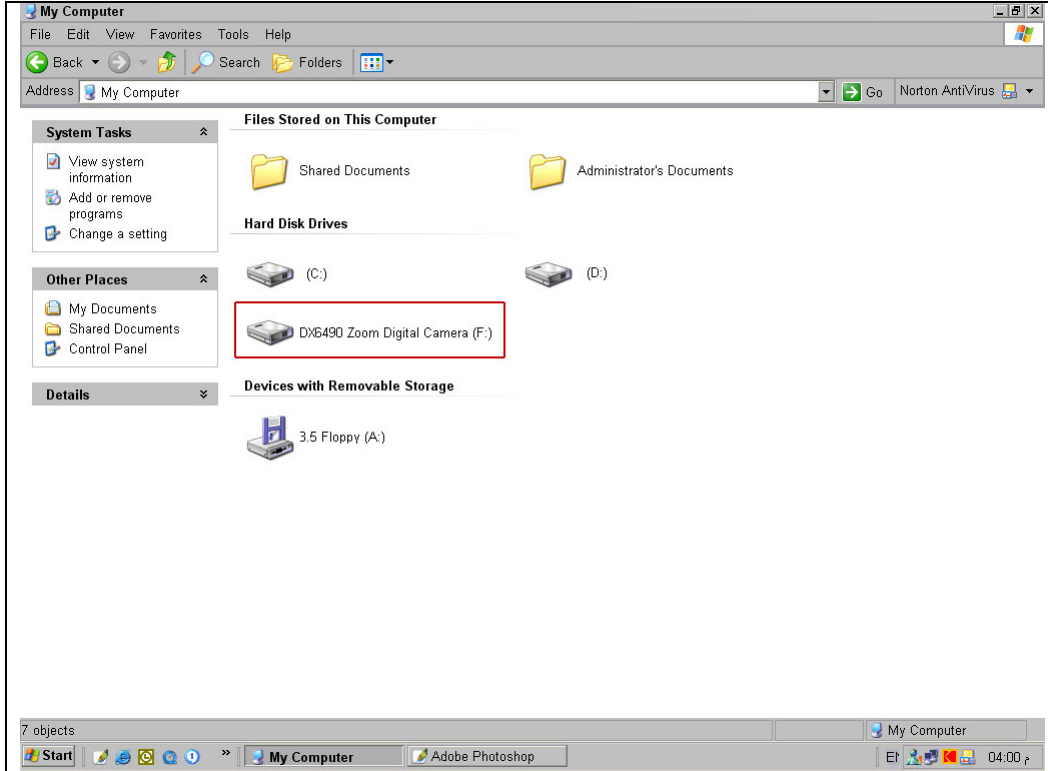 My Computer
File Edit View Favorites Tools Help
Back Search Folders
Address My Computer Go Norton AntiVirus
System Tasks
View system
information
Add or remove
programs
Change a setting
Other Places
My Documents
Shared Documents
Control Panel
Details
Files Stored on This Computer
Shared Documents Administrator's Documents
Hard Disk Drives
(C:) (D:)
DX6490 Zoom Digital Camera (F:)
Devices with Removable Storage
3.5 Floppy (A:)
7 objects My Computer
Start » My Computer Adobe Photoshop 04:00 م